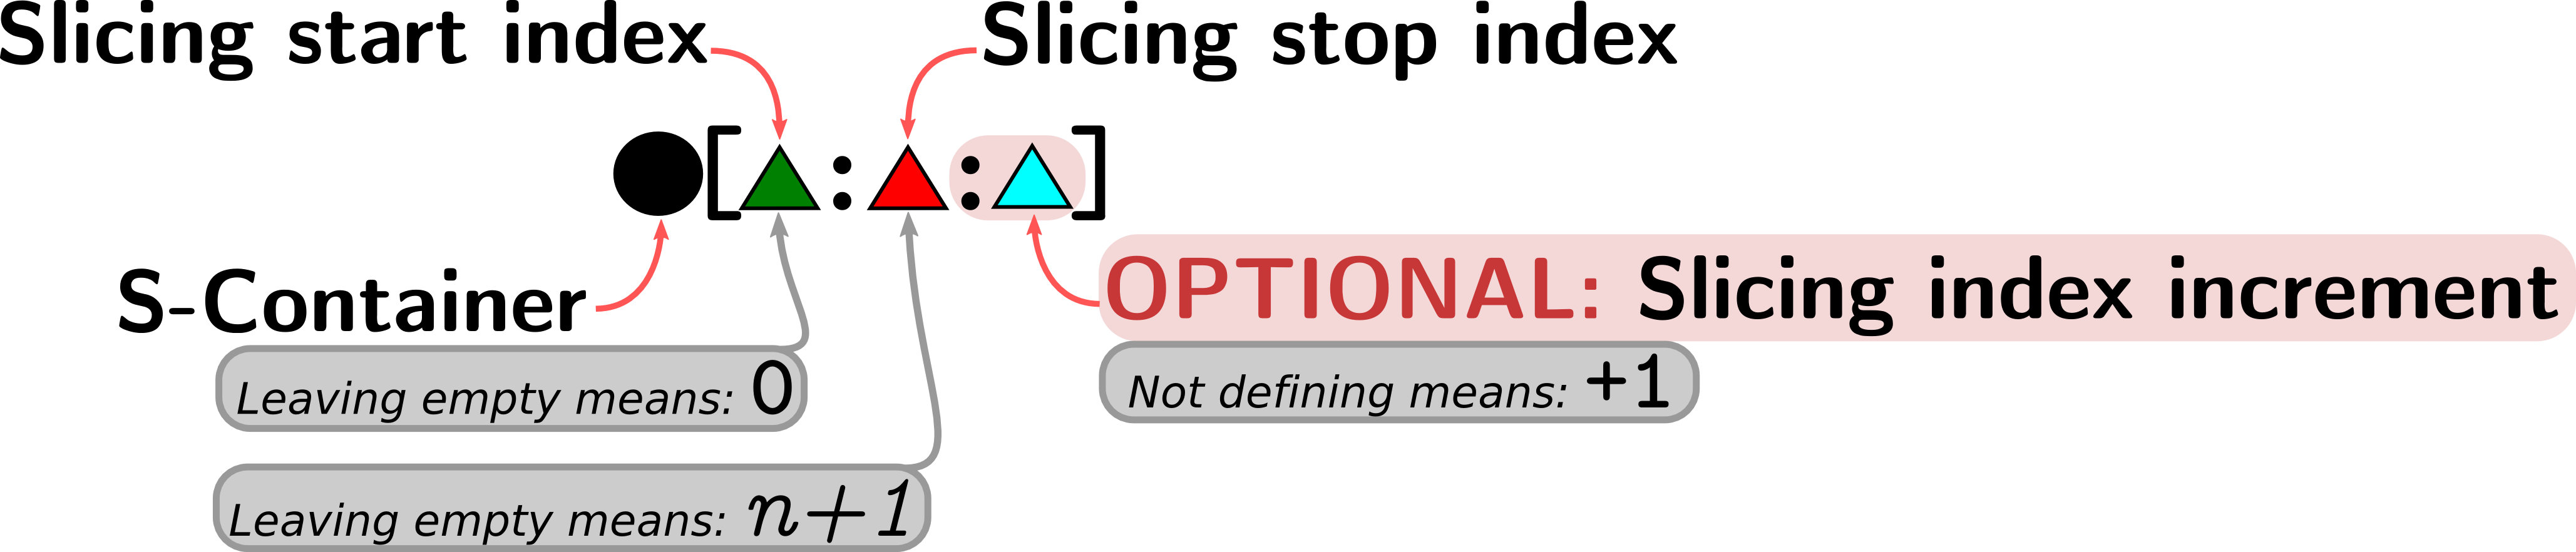 Slicing start index
Slicing stop index
[ : : ]
S-Container
OPTIONAL: Slicing index increment
Leaving empty means: 0
Not defining means: +1
Leaving empty means: n+1